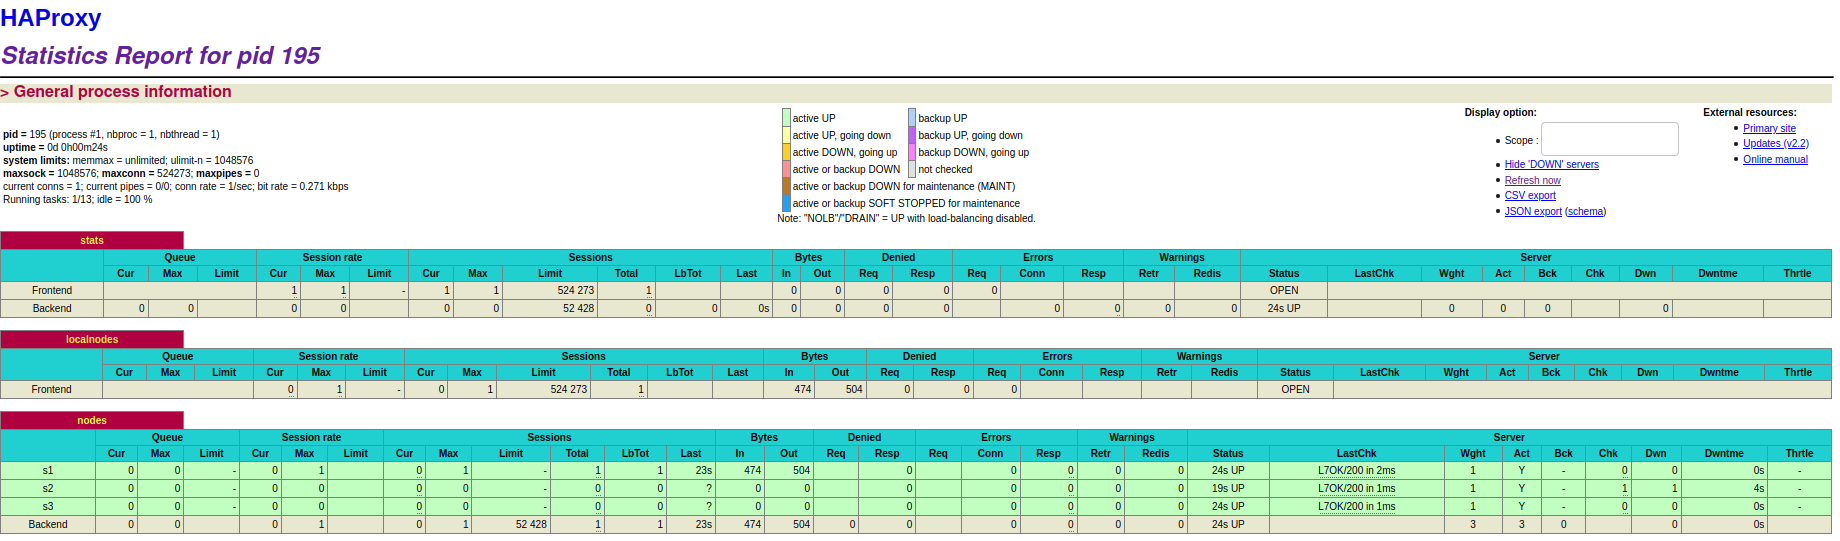 HAProxy
Statistics Report for pid 195
> General process information
pid = 195 (process #1, nbproc = 1, nbthread = 1)
uptime = 0d 0h00m24s
system limits: memmax = unlimited; ulimit-n = 1048576
maxsock = 1048576; maxconn = 524273; maxpipes = 0
current conns = 1; current pipes = 0/0; conn rate = 1/sec; bit rate = 0.271 kbps
Running tasks: 1/13; idle = 100 %
active UP backup UP
active UP, going down backup UP, going down
active DOWN, going up backup DOWN, going up
active or backup DOWN not checked
active or backup DOWN for maintenance (MAINT)
active or backup SOFT STOPPED for maintenance
Note: "NOLB"/"DRAIN" = UP with load-balancing disabled.
Display option:
• Scope :
• Hide 'DOWN' servers
• Refresh now
• CSV export
• JSON export (schema)
External resources:
• Primary site
• Updates (v2.2)
• Online manual
stats
Queue Session rate Sessions Bytes Denied Errors Warnings Server
Cur Max Limit Cur Max Limit Cur Max Limit Total LbTot Last In Out Req Resp Req Conn Resp Retr Redis Status LastChk Wght Act Bck Chk Dwn Dwntme Thrtle
Frontend 1 1 - 1 1 524 273 1 0 0 0 0 0 OPEN
Backend 0 0 0 0 0 0 52 428 0 0 0s 0 0 0 0 0 0 0 0 24s UP 0 0 0 0
localnodes
Queue Session rate Sessions Bytes Denied Errors Warnings Server
Cur Max Limit Cur Max Limit Cur Max Limit Total LbTot Last In Out Req Resp Req Conn Resp Retr Redis Status LastChk Wght Act Bck Chk Dwn Dwntme Thrtle
Frontend 0 1 - 0 1 524 273 1 474 504 0 0 0 OPEN
nodes
Queue Session rate Sessions Bytes Denied Errors Warnings Server
Cur Max Limit Cur Max Limit Cur Max Limit Total LbTot Last In Out Req Resp Req Conn Resp Retr Redis Status LastChk Wght Act Bck Chk Dwn Dwntme Thrtle
s1 0 0 - 0 1 0 1 - 1 1 23s 474 504 0 0 0 0 0 24s UP L7OK/200 in 2ms 1 Y - 0 0 0s -
s2 0 0 - 0 0 0 0 - 0 0 ? 0 0 0 0 0 0 0 19s UP L7OK/200 in 1ms 1 Y - 1 1 4s -
s3 0 0 - 0 0 0 0 - 0 0 ? 0 0 0 0 0 0 0 24s UP L7OK/200 in 1ms 1 Y - 0 0 0s -
Backend 0 0 0 1 0 1 52 428 1 1 23s 474 504 0 0 0 0 0 0 24s UP 3 3 0 0 0s